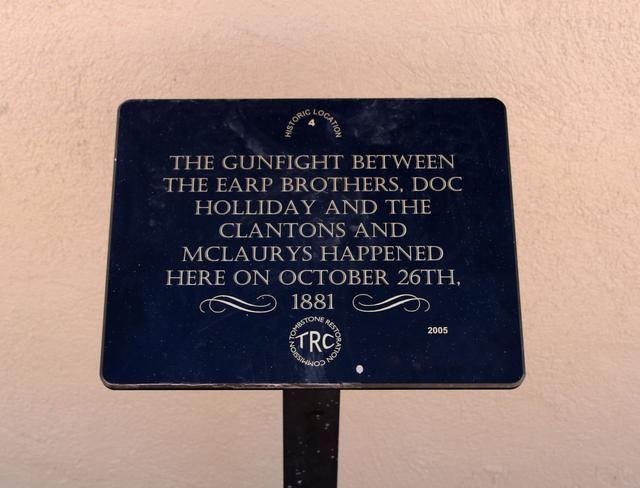 HISTORIC LOCATION
4
THE GUNFIGHT BETWEEN
THE EARP BROTHERS, DOC
HOLLIDAY AND THE
CLANTONS AND
MCLAURYS HAPPENED
HERE ON OCTOBER 26TH,
1881
TOMBSTONE RESTORATION COMMISSION
TRC
2005